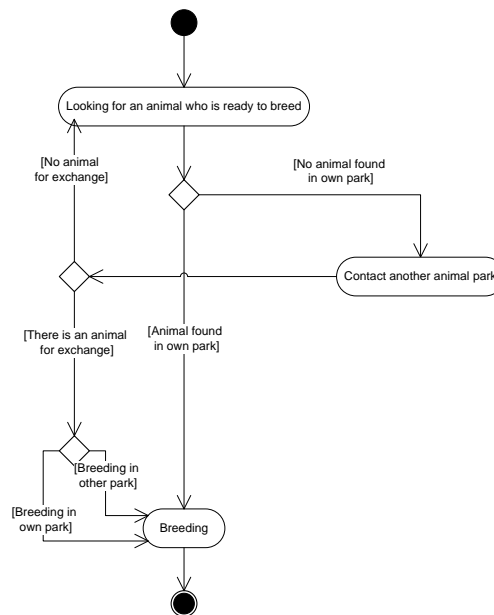 Looking for an animal who is ready to breed
[No animal
for exchange]
[No animal found
in own park]
Contact another animal park
[There is an animal
for exchange]
[Animal found
in own park]
[Breeding in
other park]
[Breeding in
own park]
Breeding